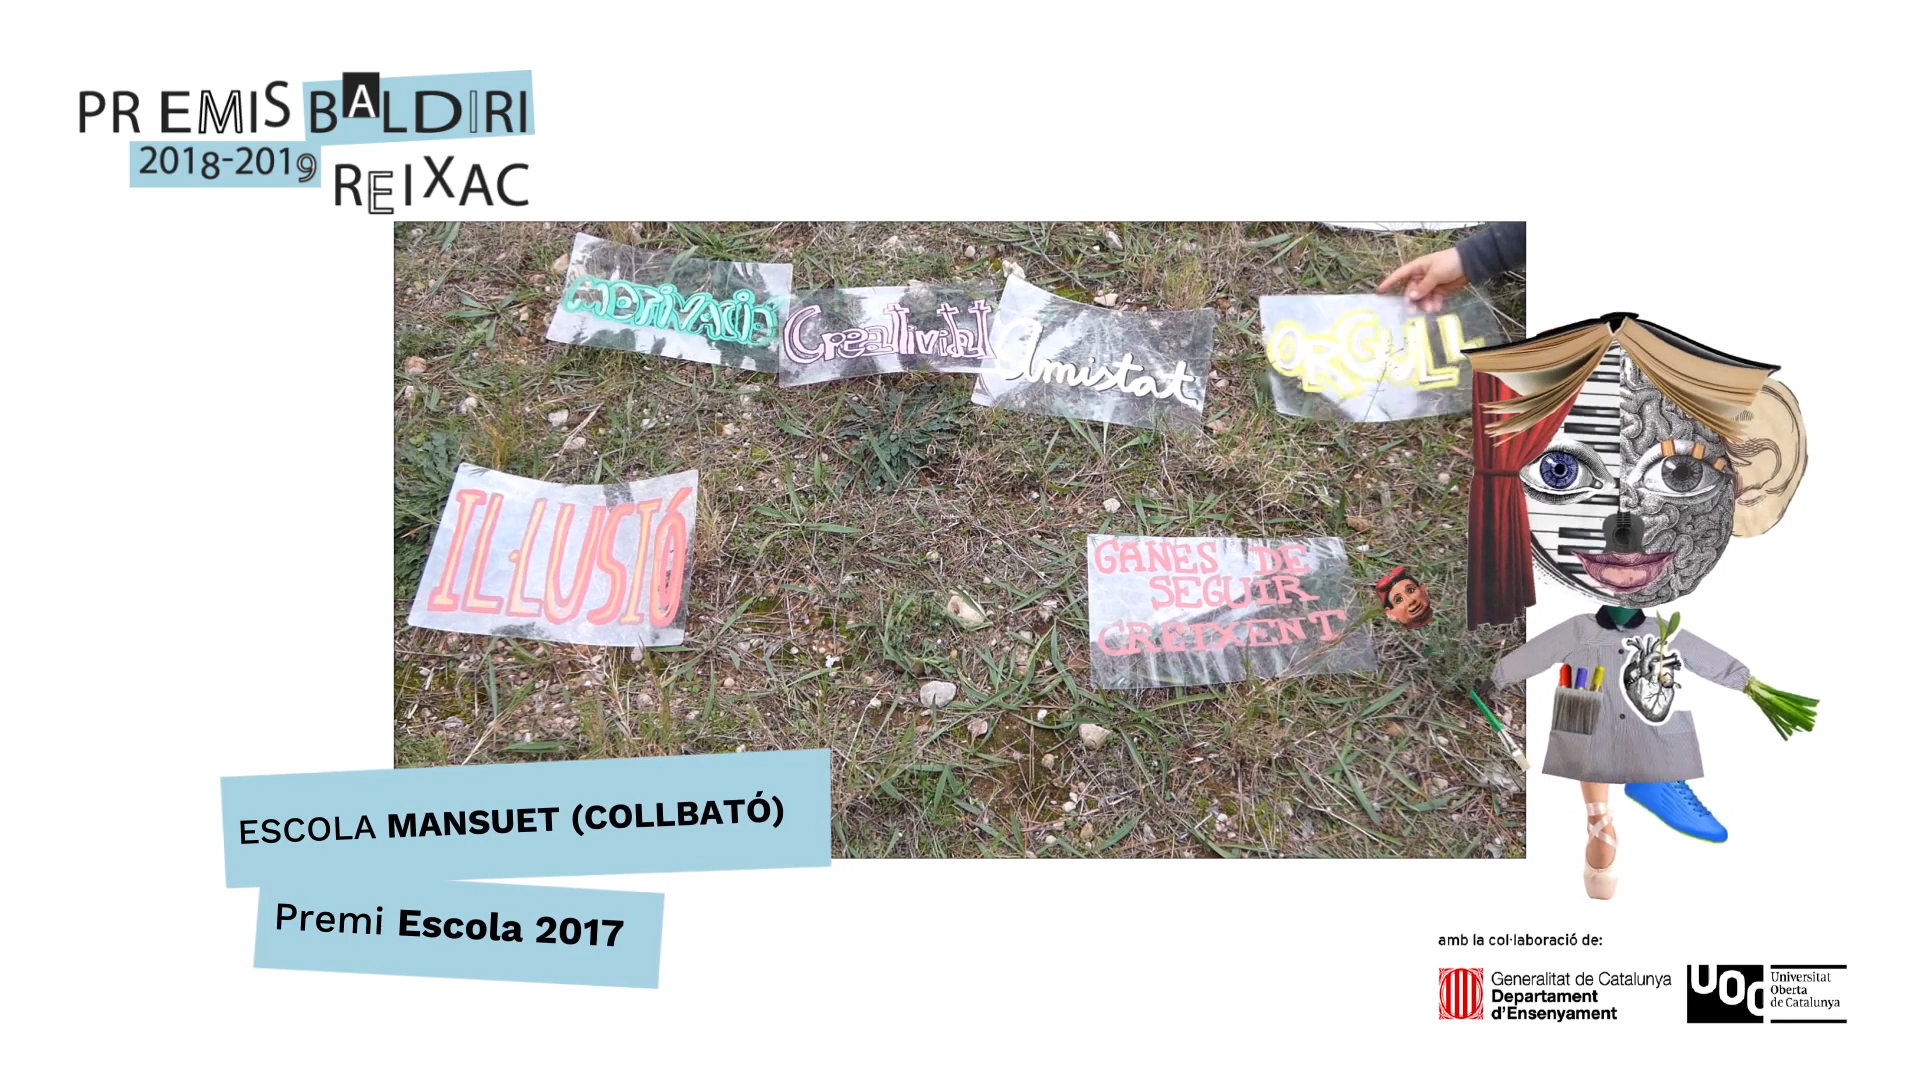 PREMIS BALDIRI
2018-2019 REIXAC
MOTIVACIÓ
Creativitat
Amistat
ORGULL
IL·LUSIÓ
GANES DE
SEGUIR
CREIXENT
ESCOLA MANSUET (COLLBATÓ)
Premi Escola 2017
amb la col·laboració de:
Generalitat de Catalunya
Departament
d'Ensenyament
UOC
Universitat
Oberta
de Catalunya